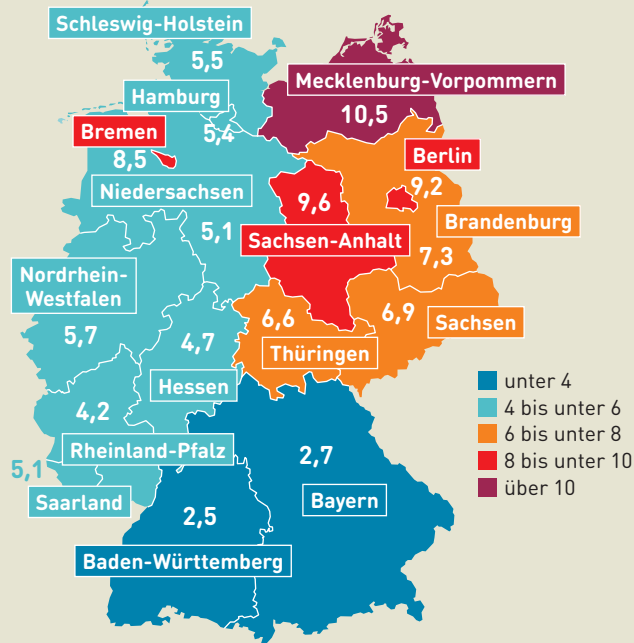 Schleswig-Holstein
5,5
Mecklenburg-Vorpommern
10,5
Hamburg
5,4
Bremen
8,5
Berlin
9,2
Niedersachsen
5,1
9,6
Sachsen-Anhalt
Brandenburg
7,3
Nordrhein-
Westfalen
5,7
4,7
Hessen
6,6
Thüringen
6,9
Sachsen
4,2
Rheinland-Pfalz
5,1
Saarland
2,7
Bayern
2,5
Baden-Württemberg
unter 4
4 bis unter 6
6 bis unter 8
8 bis unter 10
über 10